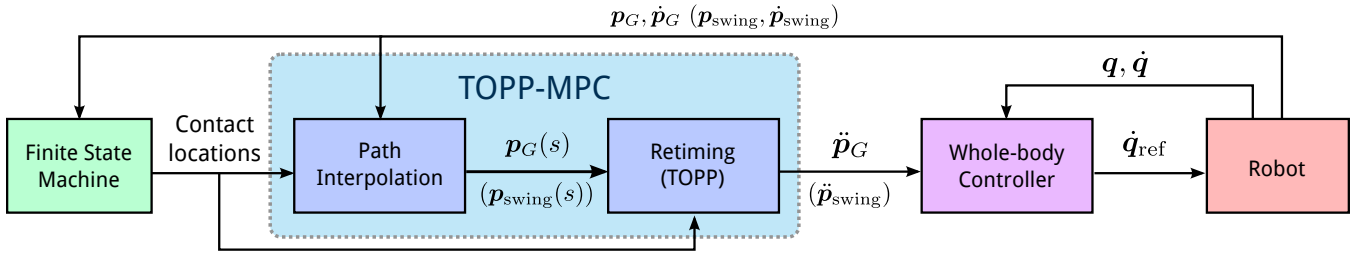 𝒑_G, 𝒑̇_G (𝒑_swing, 𝒑̇_swing)
TOPP-MPC
𝒒, 𝒒̇
Finite State
Machine
Contact
locations
Path
Interpolation
𝒑_G(s)
(𝒑_swing(s))
Retiming
(TOPP)
𝒑̈_G
(𝒑̈_swing)
Whole-body
Controller
𝒒̇_ref
Robot